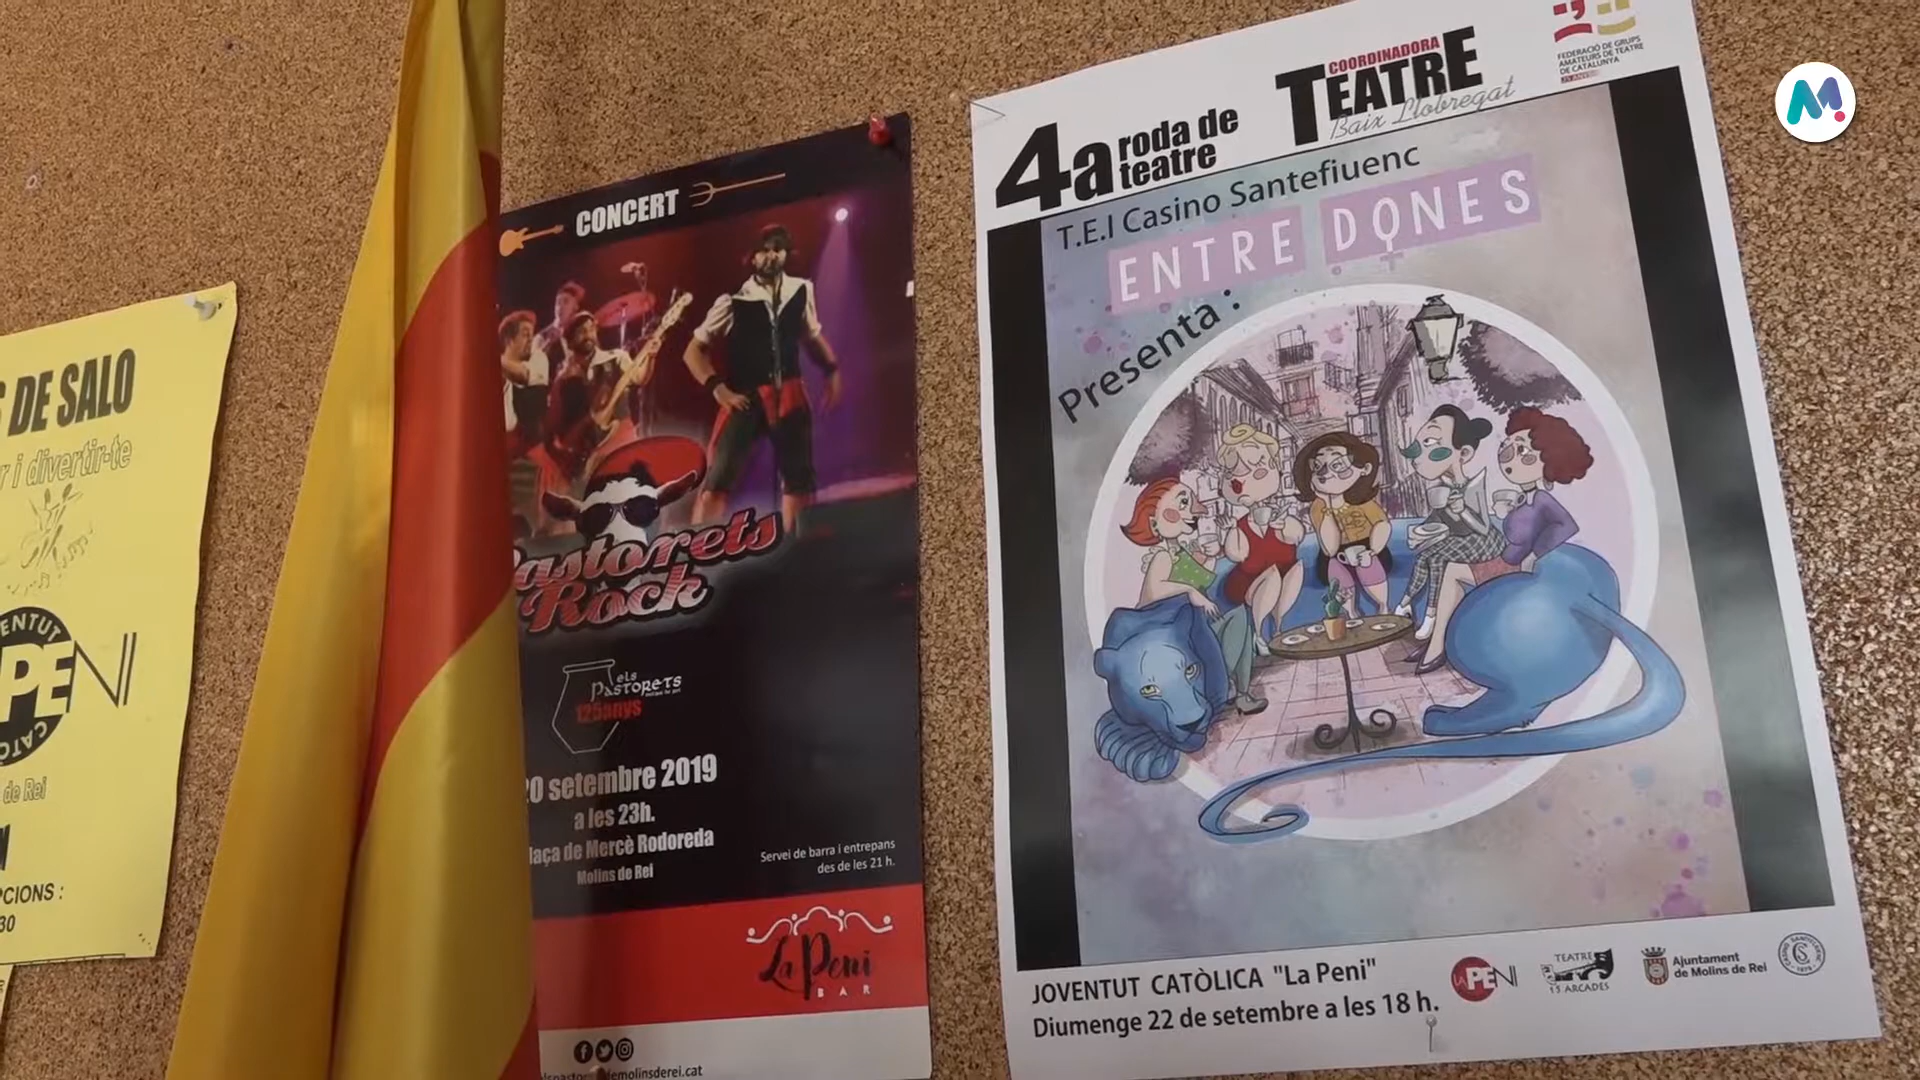 DE SALO
r i divertir-te
ENTUT
PENI
CATÒ
de Rei
PCIONS :
30
CONCERT
Pastorets
Rock
els
Pastorets
125anys
20 setembre 2019
a les 23h.
laça de Mercè Rodoreda
Molins de Rei
Servei de barra i entrepans
des de les 21 h.
La Peni
BAR
demolinsderei.cat
4a roda de
teatre
COORDINADORA
TEATRE
Baix Llobregat
FEDERACIÓ DE GRUPS
AMATEURS DE TEATRE
DE CATALUNYA
T.E.I Casino Santefiuenc
ENTRE DONES
Presenta :
JOVENTUT CATÒLICA "La Peni"
Diumenge 22 de setembre a les 18 h.
LA PENI
TEATRE
15 ARCADES
Ajuntament
de Molins de Rei
M